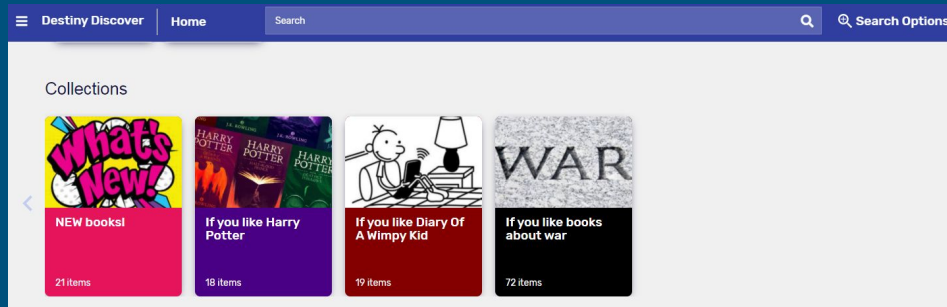 Destiny Discover Home Search Search Options
Collections
What's New!
J.K. ROWLING
HARRY POTTER
HARRY POTTER
HARRY POTTER
WAR
NEW books!
21 items
If you like Harry
Potter
18 items
If you like Diary Of
A Wimpy Kid
19 items
If you like books
about war
72 items